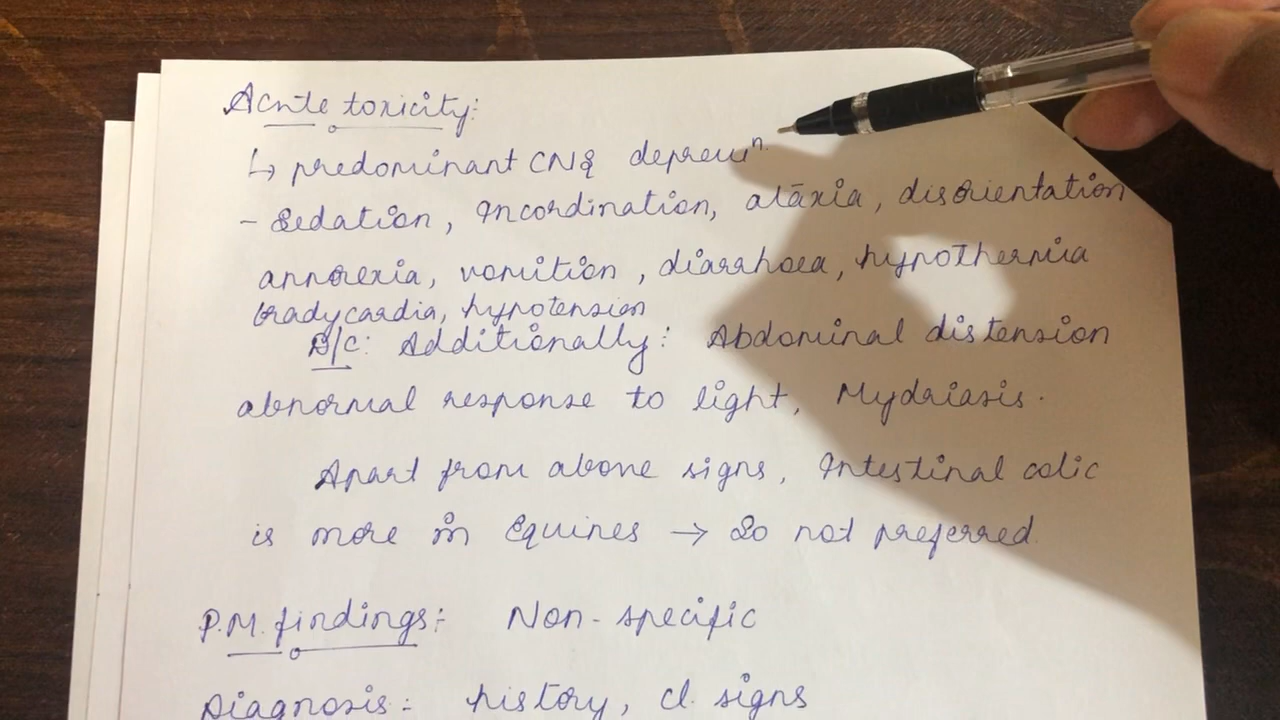 Acute toxicity:
↳ predominant CNS depressⁿ.
- Sedation, Incordination, atāxia, disorientation
annorexia, vomition, diarrhoea, hypothermia
bradycardia, hypotension
D/C: Additionally: Abdominal distension
abnormal response to light, Mydriasis.
Apart from above signs, Intestinal colic
is more in Equines → So not preferred.
P.M. findings: Non-specific
Diagnosis: history, cl. signs